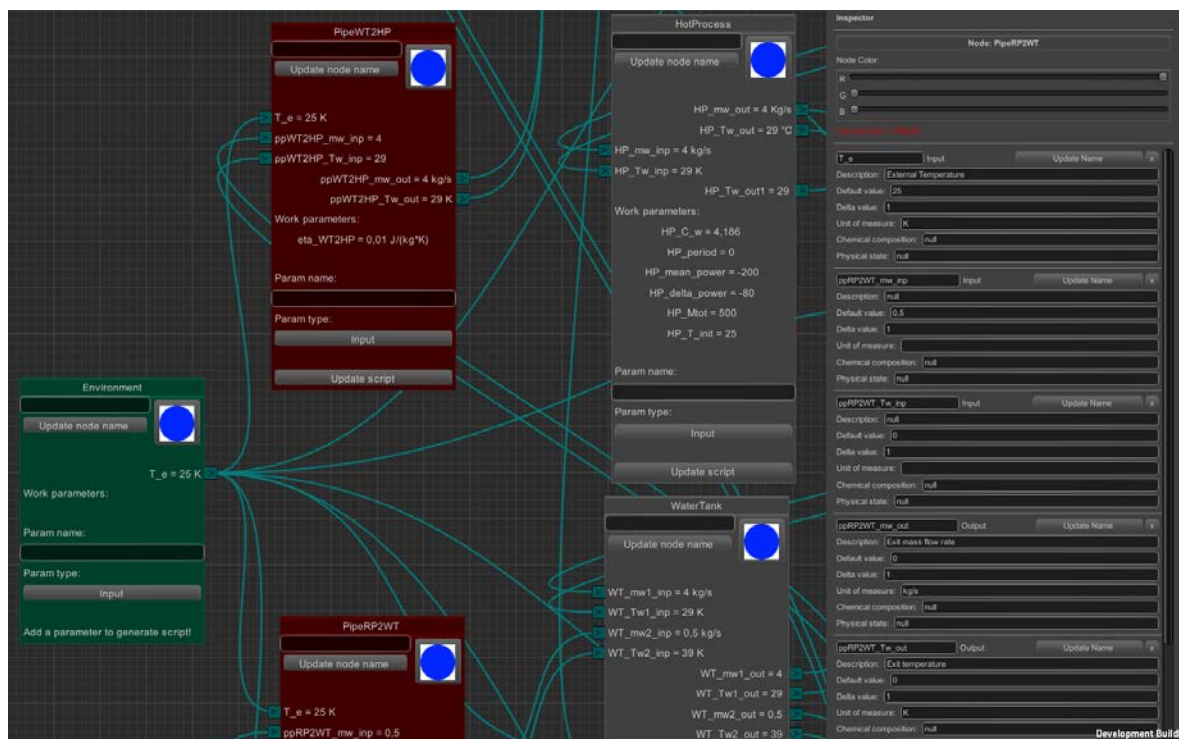 PipeWT2HP
Update node name
T_e = 25 K
ppWT2HP_mw_inp = 4
ppWT2HP_Tw_inp = 29
ppWT2HP_mw_out = 4 kg/s
ppWT2HP_Tw_out = 29 K
Work parameters:
eta_WT2HP = 0,01 J/(kg*K)
Param name:
Param type:
Input
Update script
Environment
Update node name
T_e = 25 K
Work parameters:
Param name:
Param type:
Input
Add a parameter to generate script!
PipeRP2WT
Update node name
T_e = 25 K
ppRP2WT_mw_inp = 0,5
HotProcess
Update node name
HP_mw_out = 4 Kg/s
HP_Tw_out = 29 °C
HP_mw_inp = 4 kg/s
HP_Tw_inp = 29 K
HP_Tw_out1 = 29
Work parameters:
HP_C_w = 4,186
HP_period = 0
HP_mean_power = -200
HP_delta_power = -80
HP_Mtot = 500
HP_T_init = 25
Param name:
Param type:
Input
Update script
WaterTank
Update node name
WT_mw1_inp = 4 kg/s
WT_Tw1_inp = 29 K
WT_mw2_inp = 0,5 kg/s
WT_Tw2_inp = 39 K
WT_mw1_out = 4
WT_Tw1_out = 29
WT_mw2_out = 0,5
WT_Tw2_out = 39
Inspector
Node: PipeRP2WT
Node Color:
R
G
B
T_e Input Update Name x
Description: External Temperature
Default value: 25
Delta value: 1
Unit of measure: K
Chemical composition: null
Physical state: null
ppRP2WT_mw_inp Input Update Name x
Description: null
Default value: 0,5
Delta value: 1
Unit of measure:
Chemical composition: null
Physical state: null
ppRP2WT_Tw_inp Input Update Name x
Description: null
Default value: 0
Delta value: 1
Unit of measure:
Chemical composition: null
Physical state: null
ppRP2WT_mw_out Output Update Name x
Description: Exit mass flow rate
Default value: 0
Delta value: 1
Unit of measure: kg/s
Chemical composition: null
Physical state: null
ppRP2WT_Tw_out Output Update Name x
Description: Exit temperature
Default value: 0
Delta value: 1
Unit of measure: K
Chemical composition: null
Development Build